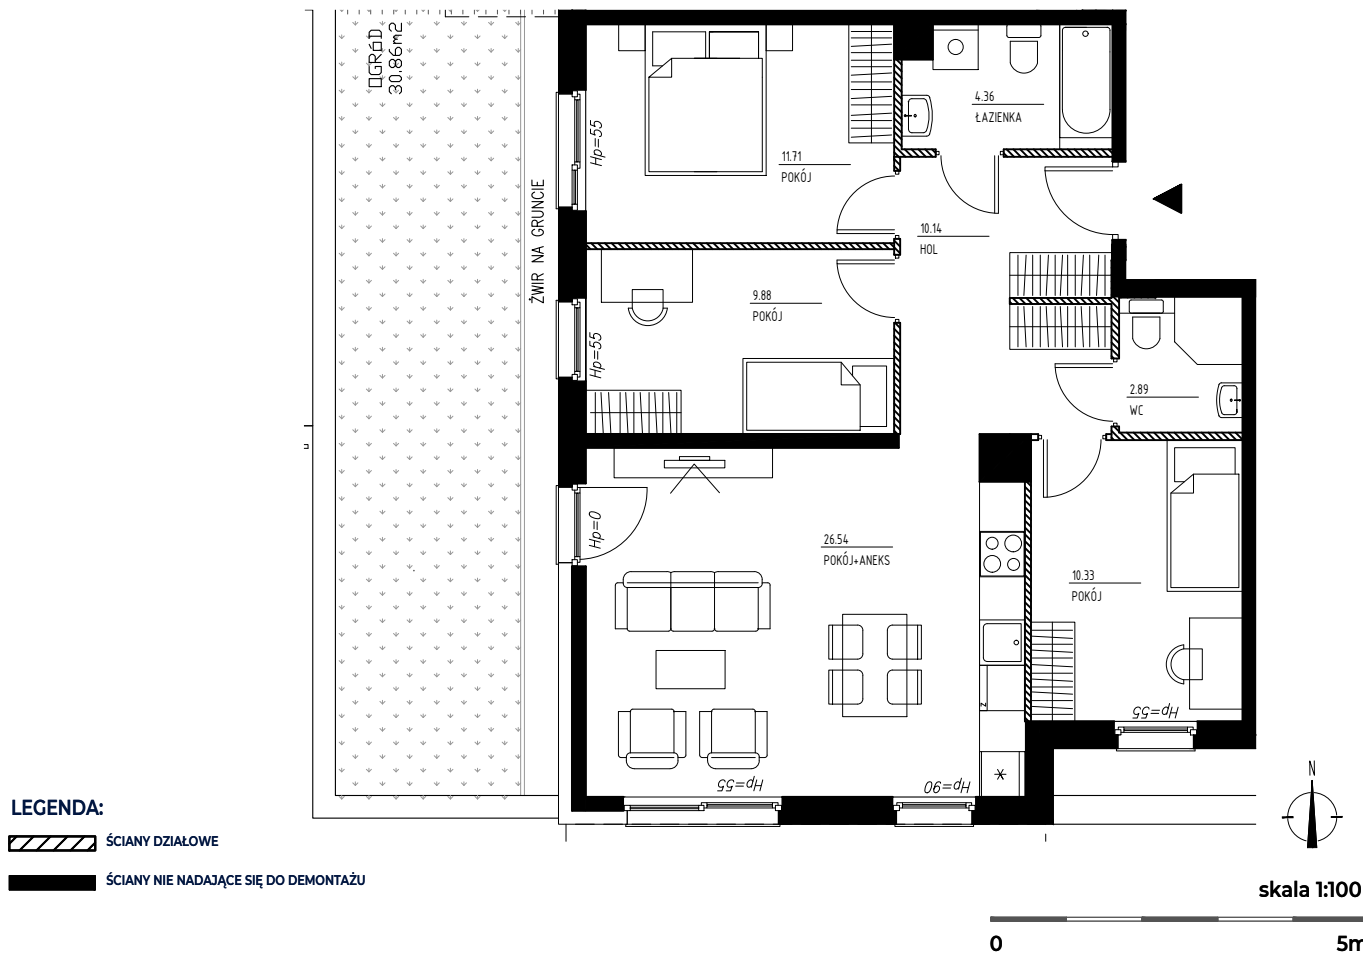 OGRóD
30.86m2
ŻWIR NA GRUNCIE
Hp=55
11.71
POKÓJ
4.36
ŁAZIENKA
10.14
HOL
Hp=55
9.88
POKÓJ
2.89
WC
Hp=0
26.54
POKÓJ+ANEKS
10.33
POKÓJ
z
Hp=55
Hp=55
Hp=90
N
LEGENDA:
ŚCIANY DZIAŁOWE
ŚCIANY NIE NADAJĄCE SIĘ DO DEMONTAŻU
skala 1:100
0 5m